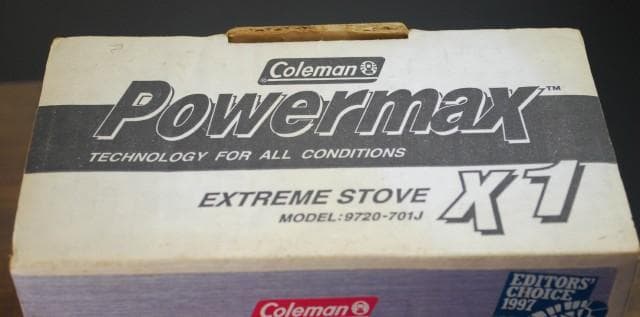 Coleman
Powermax™
TECHNOLOGY FOR ALL CONDITIONS
EXTREME STOVE X1
MODEL:9720-701J
EDITORS'
CHOICE
1997
Coleman